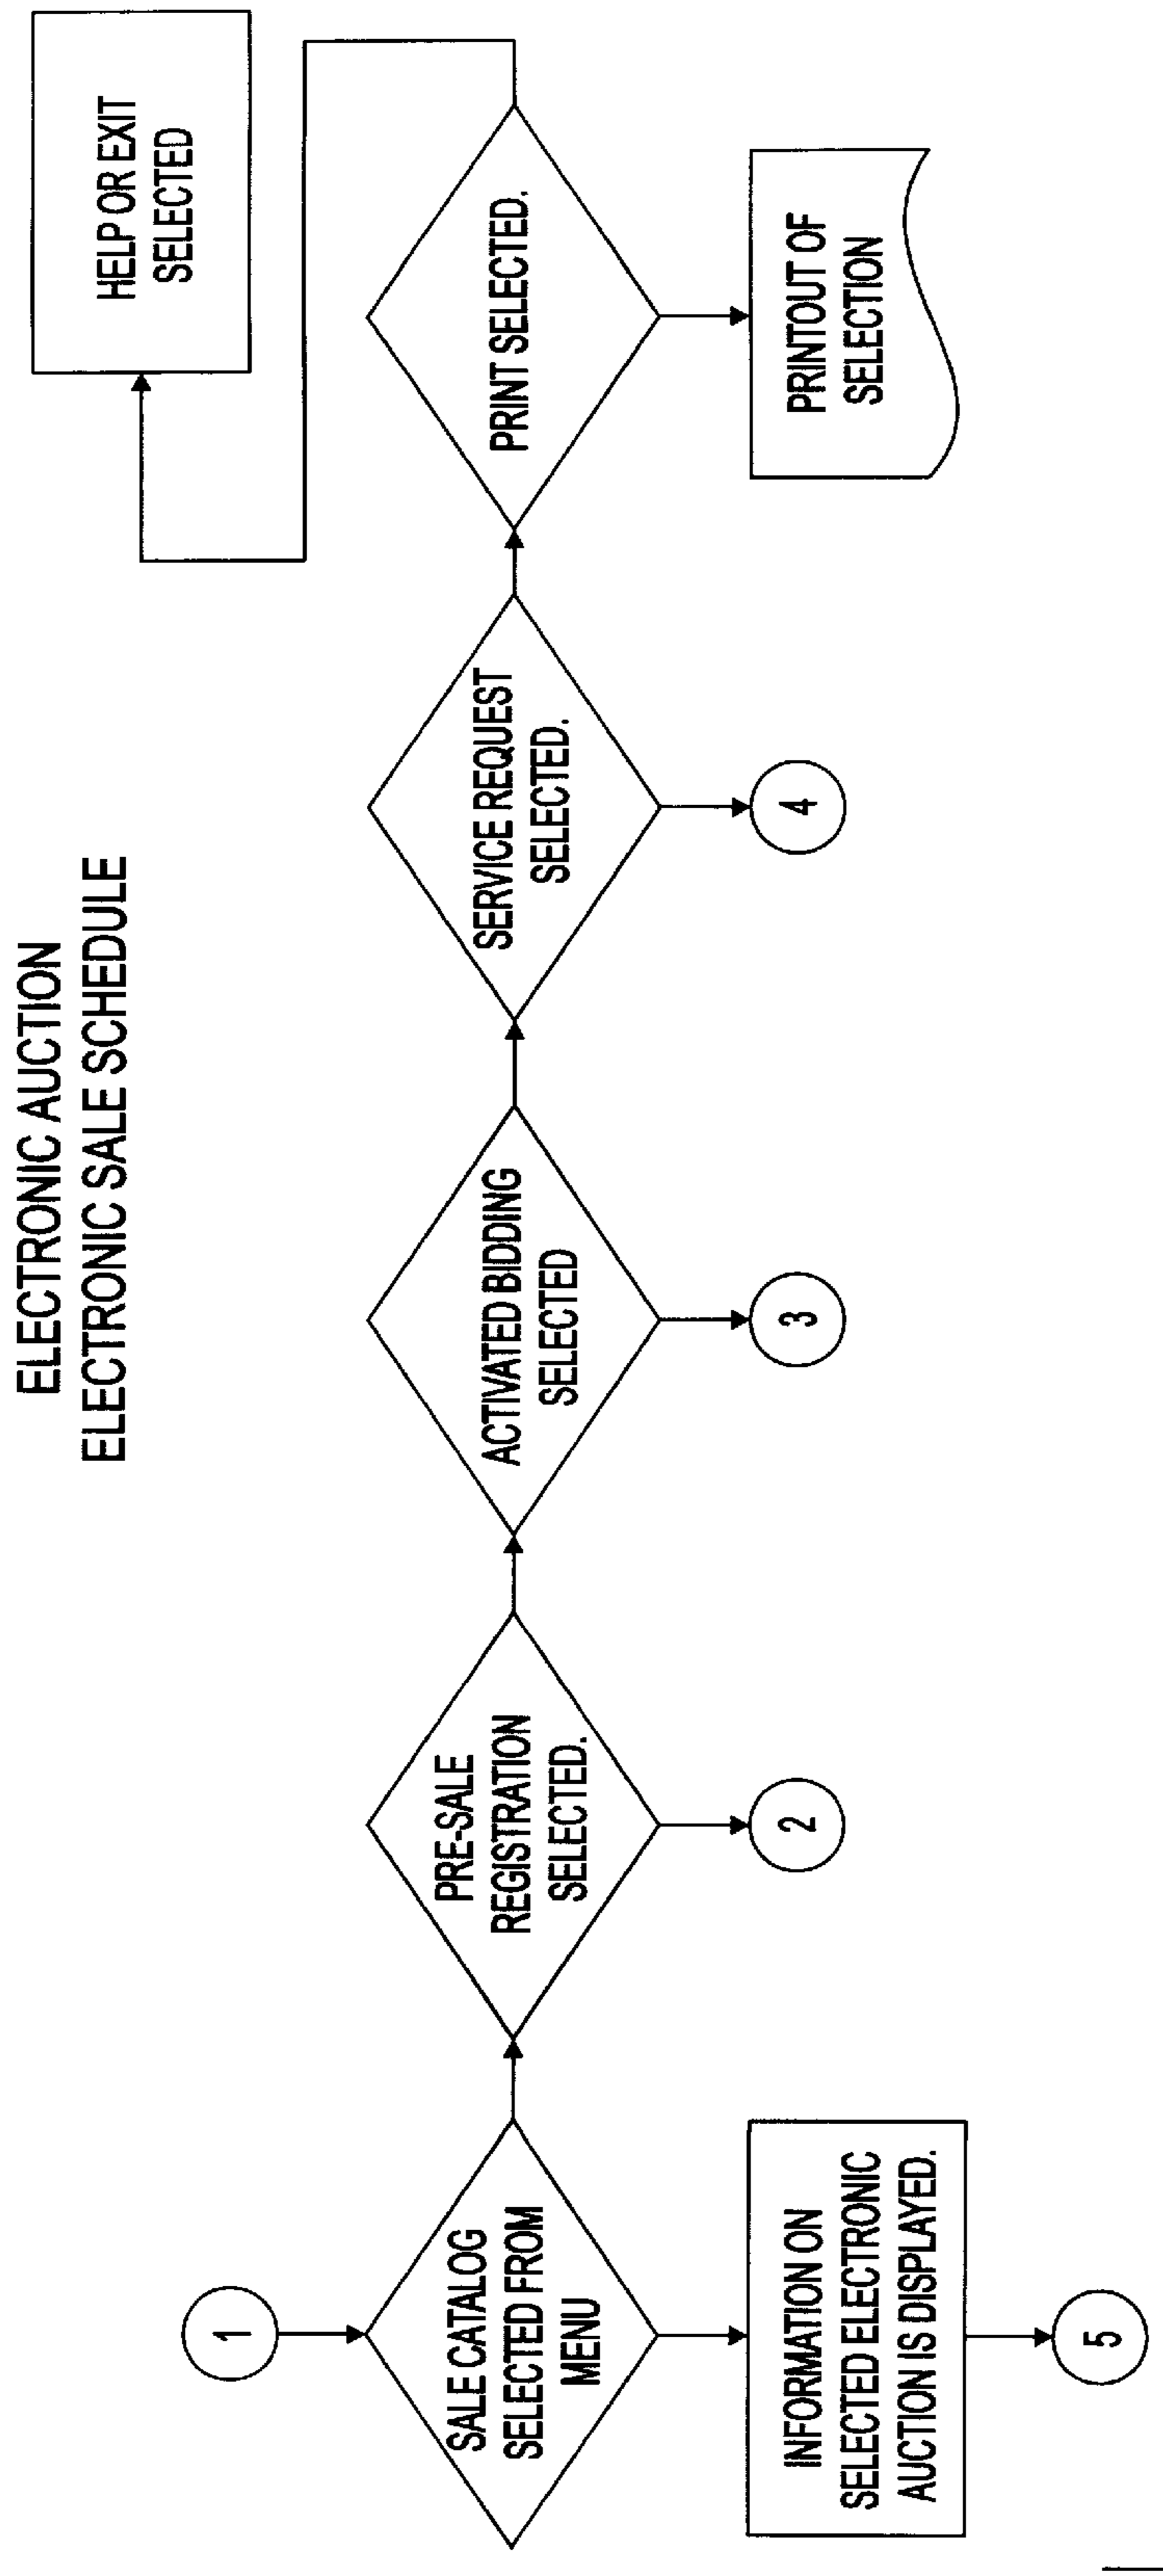 ELECTRONIC AUCTION
ELECTRONIC SALE SCHEDULE
1
SALE CATALOG
SELECTED FROM
MENU
PRE-SALE
REGISTRATION
SELECTED.
ACTIVATED BIDDING
SELECTED
SERVICE REQUEST
SELECTED.
PRINT SELECTED.
HELP OR EXIT
SELECTED
INFORMATION ON
SELECTED ELECTRONIC
AUCTION IS DISPLAYED.
2
3
4
PRINTOUT OF
SELECTION
5